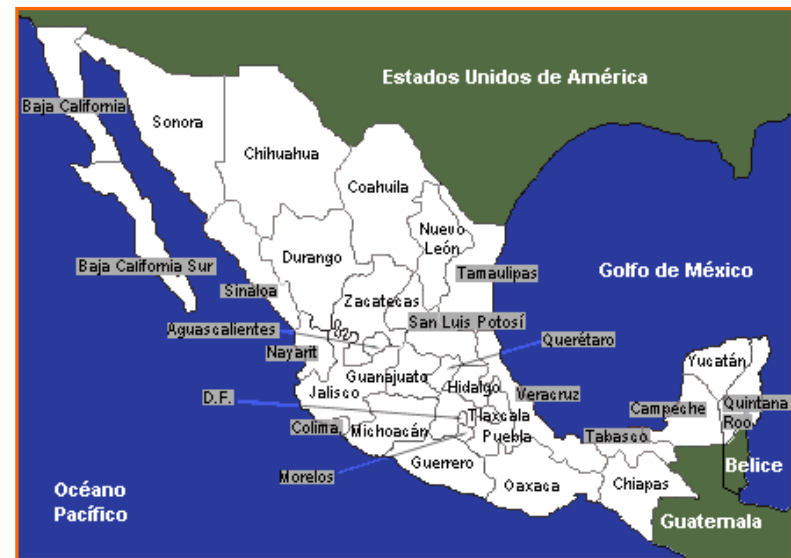 Estados Unidos de América
Baja California
Sonora
Chihuahua
Coahuila
Nuevo
León
Durango
Baja California Sur
Tamaulipas
Golfo de México
Sinaloa
Zacatecas
San Luis Potosí
Aguascalientes
Querétaro
Nayarit
Yucatán
Guanajuato
Hidalgo
Jalisco
Veracruz
D.F.
Campeche
Quintana
Roo
Tlaxcala
Colima
Michoacán
Puebla
Tabasco
Guerrero
Belice
Morelos
Oaxaca
Chiapas
Océano
Pacífico
Guatemala